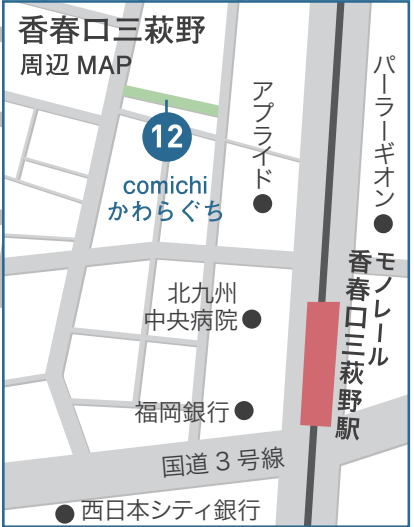 香春口三萩野
周辺 MAP
パーラーギオン
アプライド
12
comichi
かわらぐち
モノレール
香春口三萩野駅
北九州
中央病院
福岡銀行
国道3号線
西日本シティ銀行